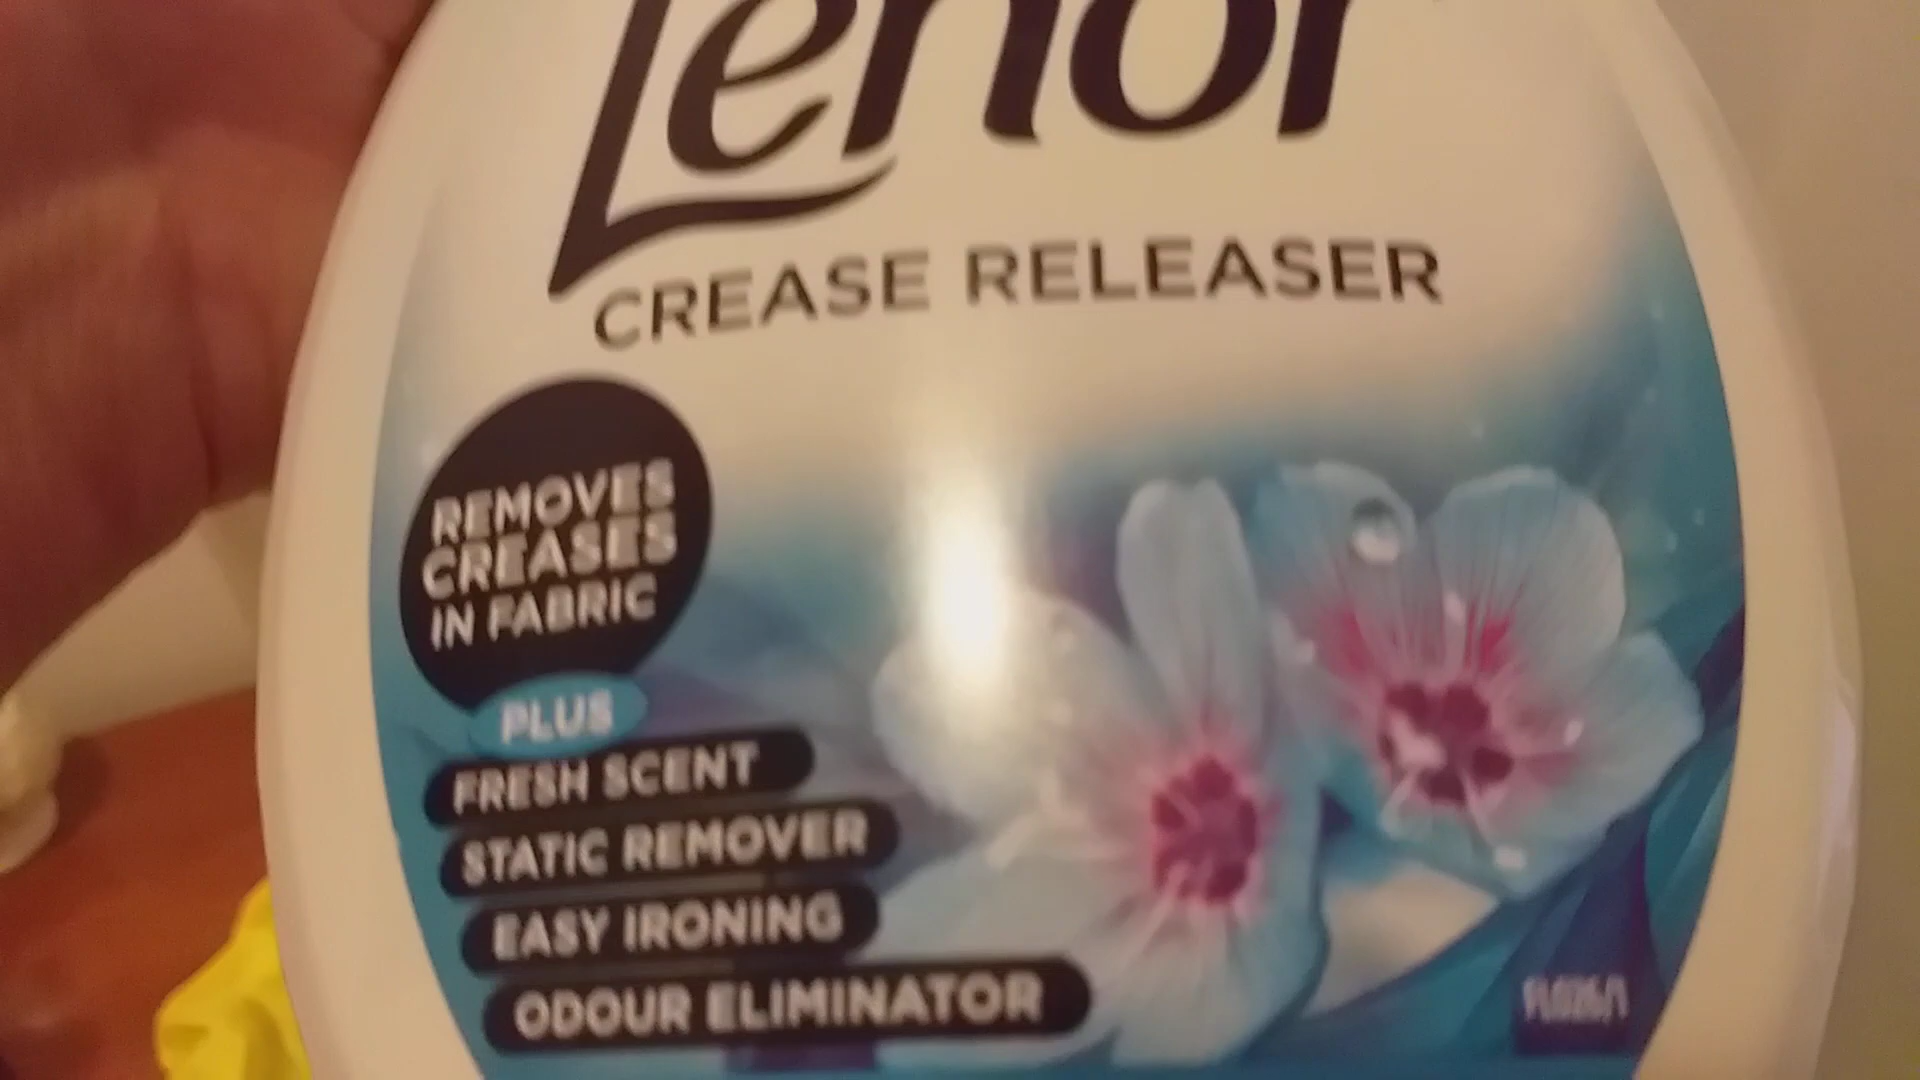 Lenor
CREASE RELEASER
REMOVES
CREASES
IN FABRIC
PLUS
FRESH SCENT
STATIC REMOVER
EASY IRONING
ODOUR ELIMINATOR